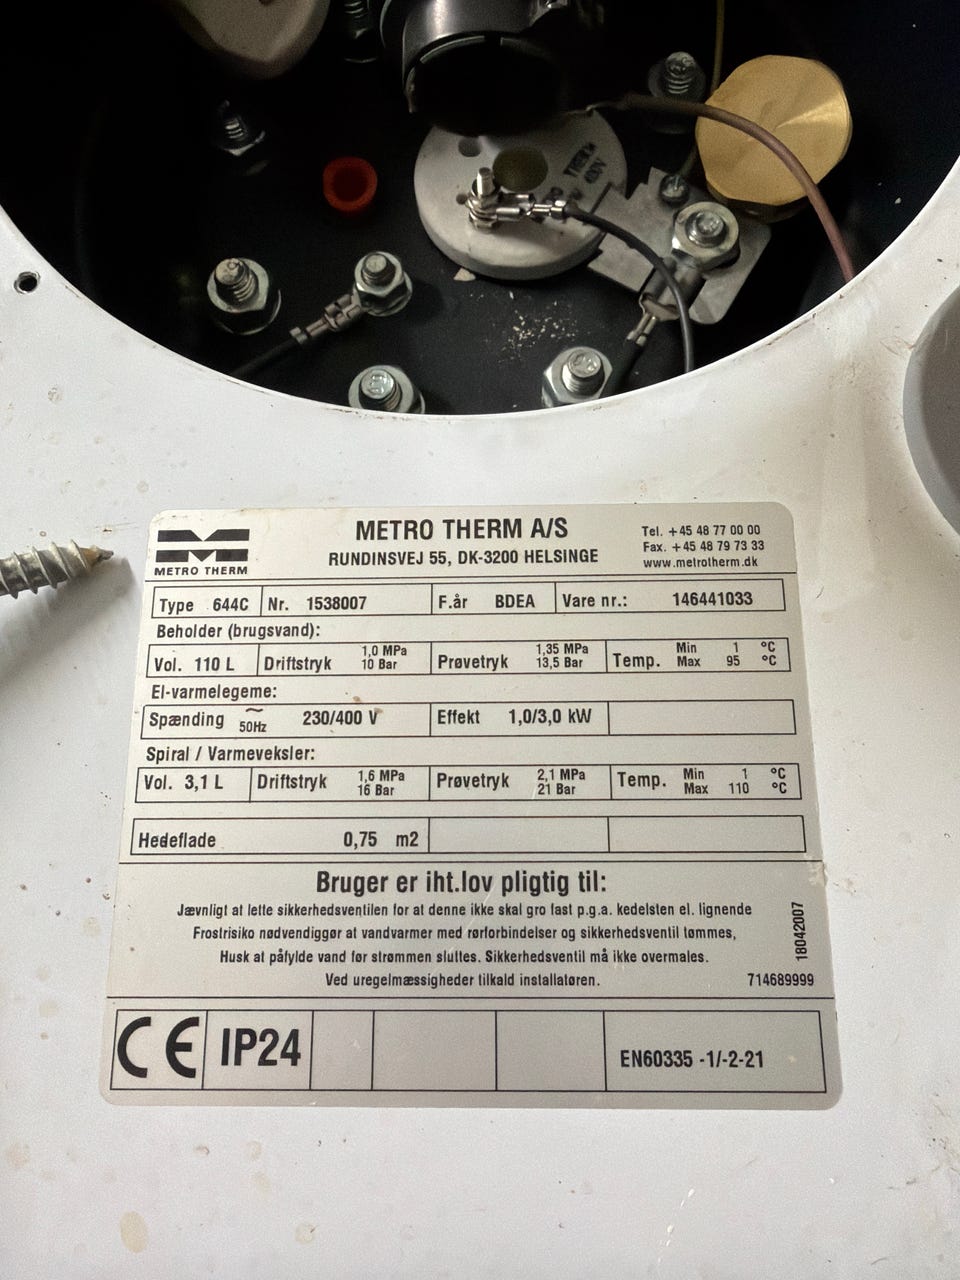 400V
METRO THERM
METRO THERM A/S
RUNDINSVEJ 55, DK-3200 HELSINGE
Tel. +45 48 77 00 00
Fax. +45 48 79 73 33
www.metrotherm.dk
Type 644C Nr. 1538007 F.år BDEA Vare nr.: 146441033
Beholder (brugsvand):
Vol. 110 L Driftstryk 1,0 MPa 10 Bar Prøvetryk 1,35 MPa 13,5 Bar Temp. Min 1 °C Max 95 °C
El-varmelegeme:
Spænding ~ 50Hz 230/400 V Effekt 1,0/3,0 kW
Spiral / Varmeveksler:
Vol. 3,1 L Driftstryk 1,6 MPa 16 Bar Prøvetryk 2,1 MPa 21 Bar Temp. Min 1 °C Max 110 °C
Hedeflade 0,75 m2
Bruger er iht.lov pligtig til:
Jævnligt at lette sikkerhedsventilen for at denne ikke skal gro fast p.g.a. kedelsten el. lignende
Frostrisiko nødvendiggør at vandvarmer med rørforbindelser og sikkerhedsventil tømmes,
Husk at påfylde vand før strømmen sluttes. Sikkerhedsventil må ikke overmales.
Ved uregelmæssigheder tilkald installatøren.
18042007
714689999
CE IP24 EN60335 -1/-2-21